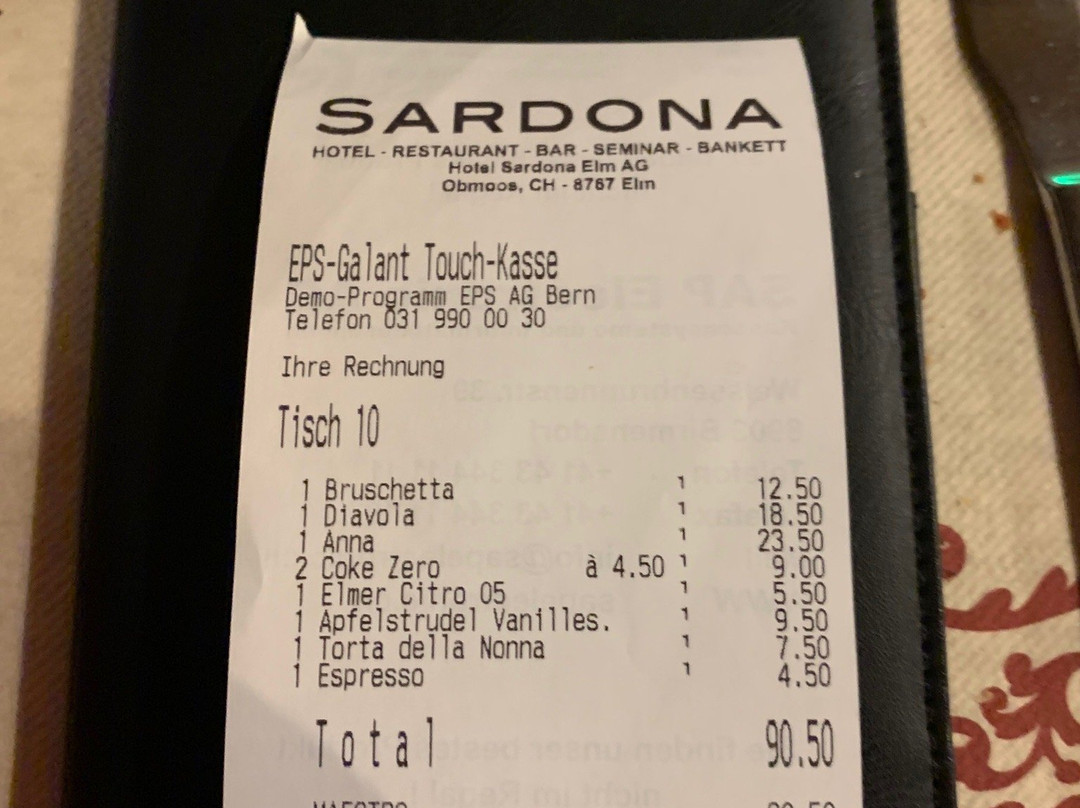 SARDONA
HOTEL - RESTAURANT - BAR - SEMINAR - BANKETT
Hotel Sardona Elm AG
Obmoos, CH - 8767 Elm
EPS-Galant Touch-Kasse
Demo-Programm EPS AG Bern
Telefon 031 990 00 30
Ihre Rechnung
Tisch 10
1 Bruschetta 1 12.50
1 Diavola 1 18.50
1 Anna 1 23.50
2 Coke Zero à 4.50 1 9.00
1 Elmer Citro 05 1 5.50
1 Apfelstrudel Vanilles. 1 9.50
1 Torta della Nonna 1 7.50
1 Espresso 1 4.50
Total 90.50